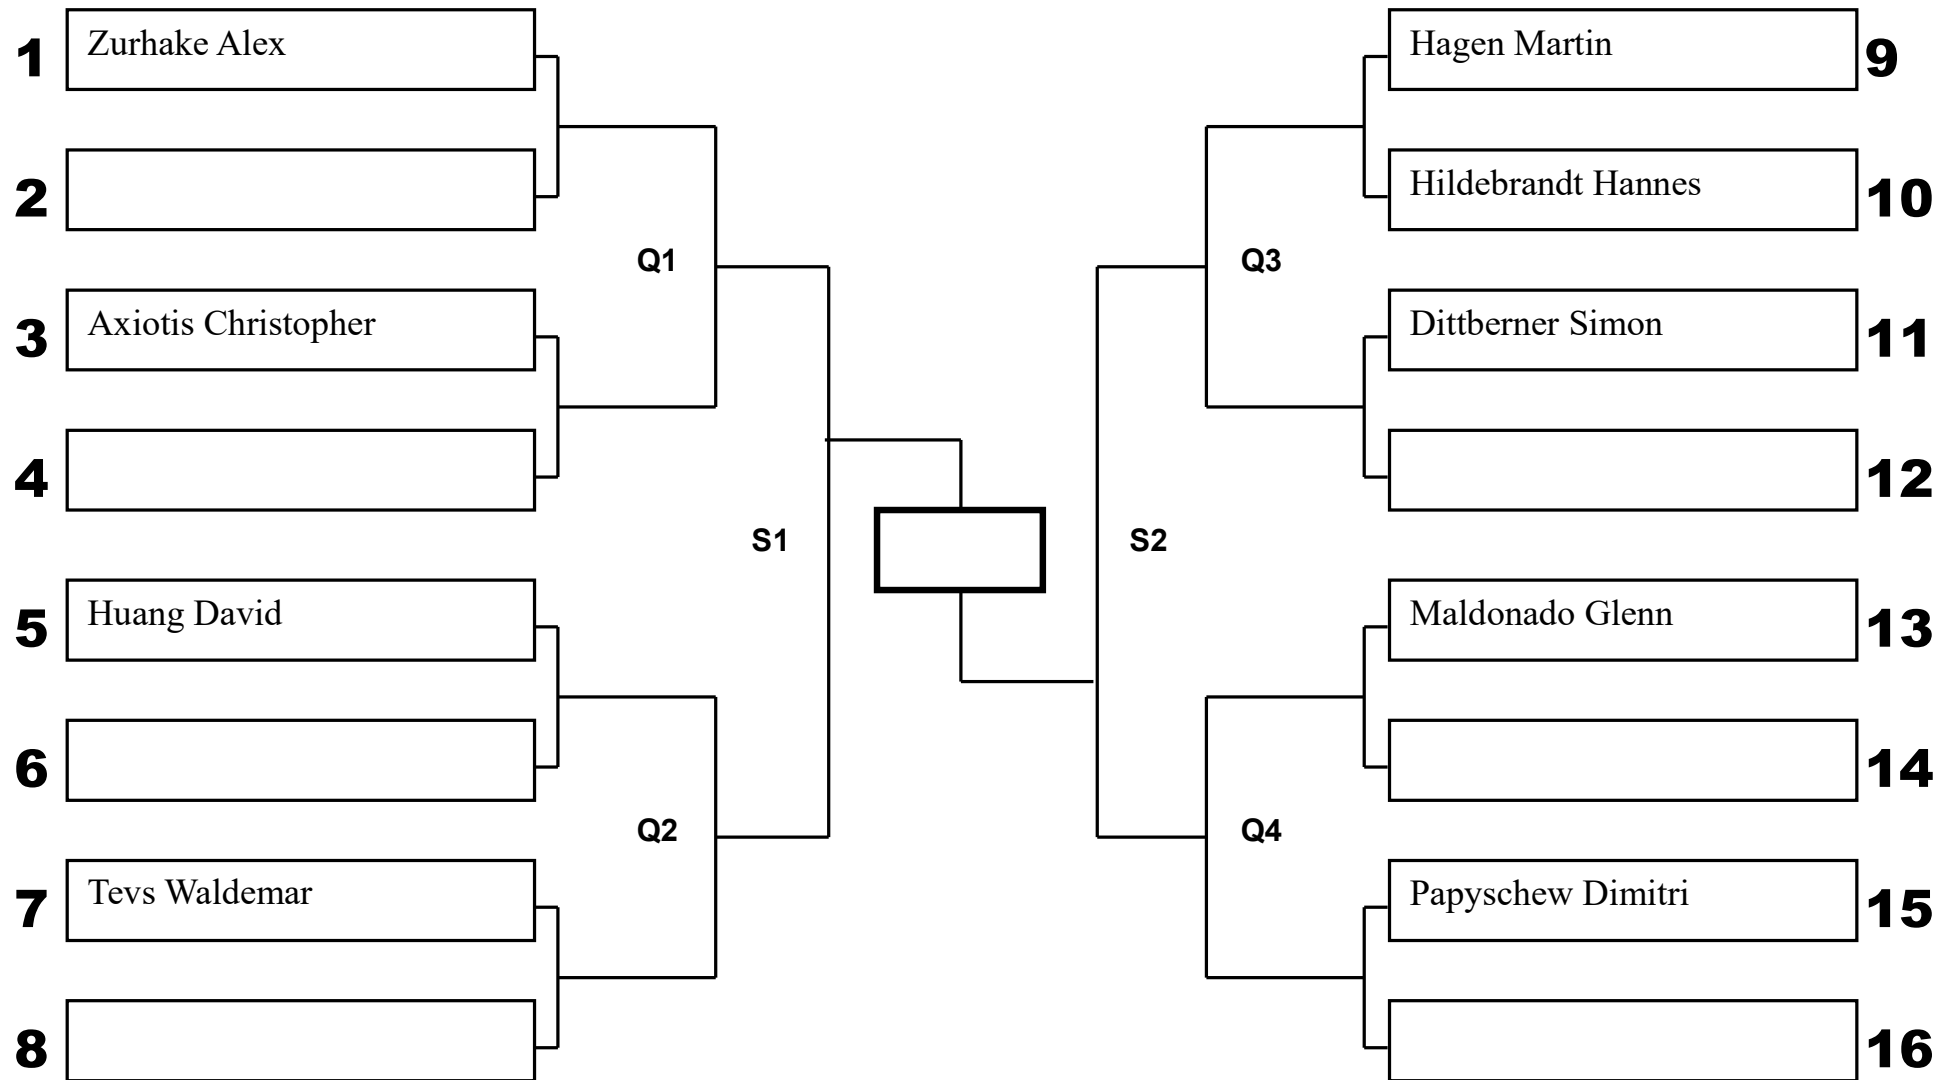 1 Zurhake Alex
2
3 Axiotis Christopher
4
5 Huang David
6
7 Tevs Waldemar
8
Q1
Q2
S1
S2
Q3
Q4
Hagen Martin 9
Hildebrandt Hannes 10
Dittberner Simon 11
12
Maldonado Glenn 13
14
Papyschew Dimitri 15
16